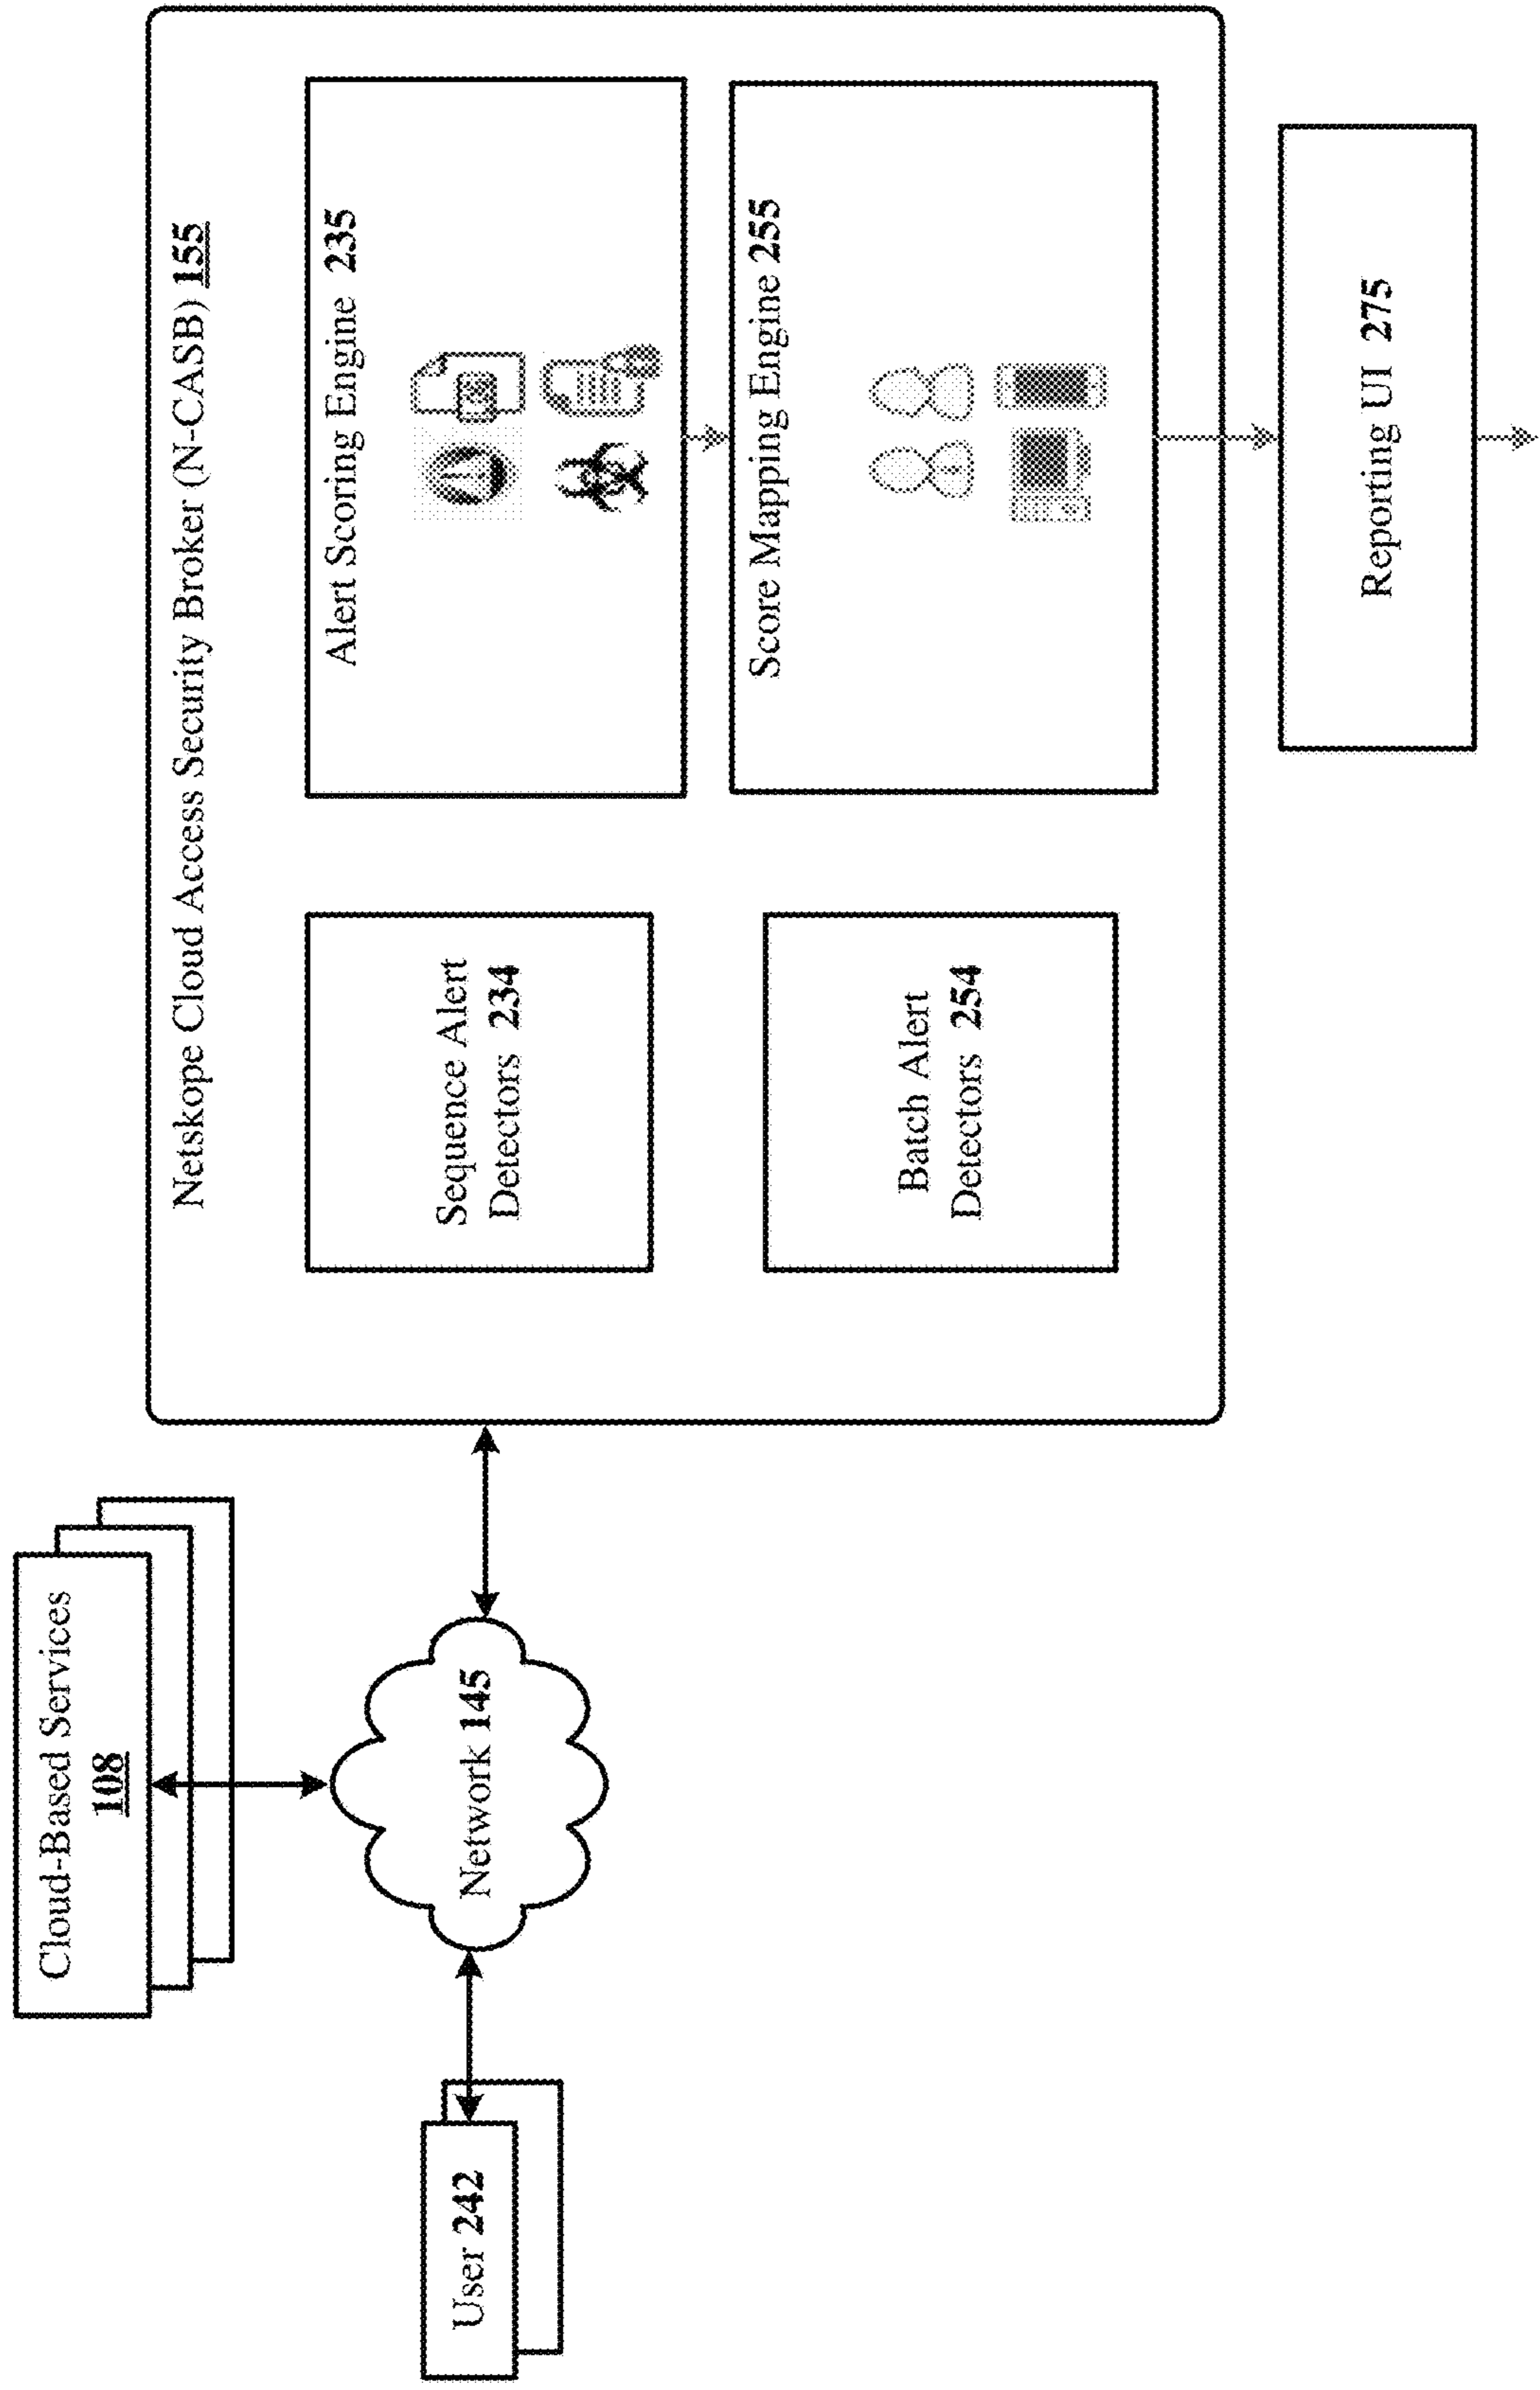 Cloud-Based Services
108
User 242
Network 145
Netskope Cloud Access Security Broker (N-CASB) 155
Sequence Alert
Detectors 234
Alert Scoring Engine 235
Batch Alert
Detectors 254
Score Mapping Engine 255
Reporting UI 275